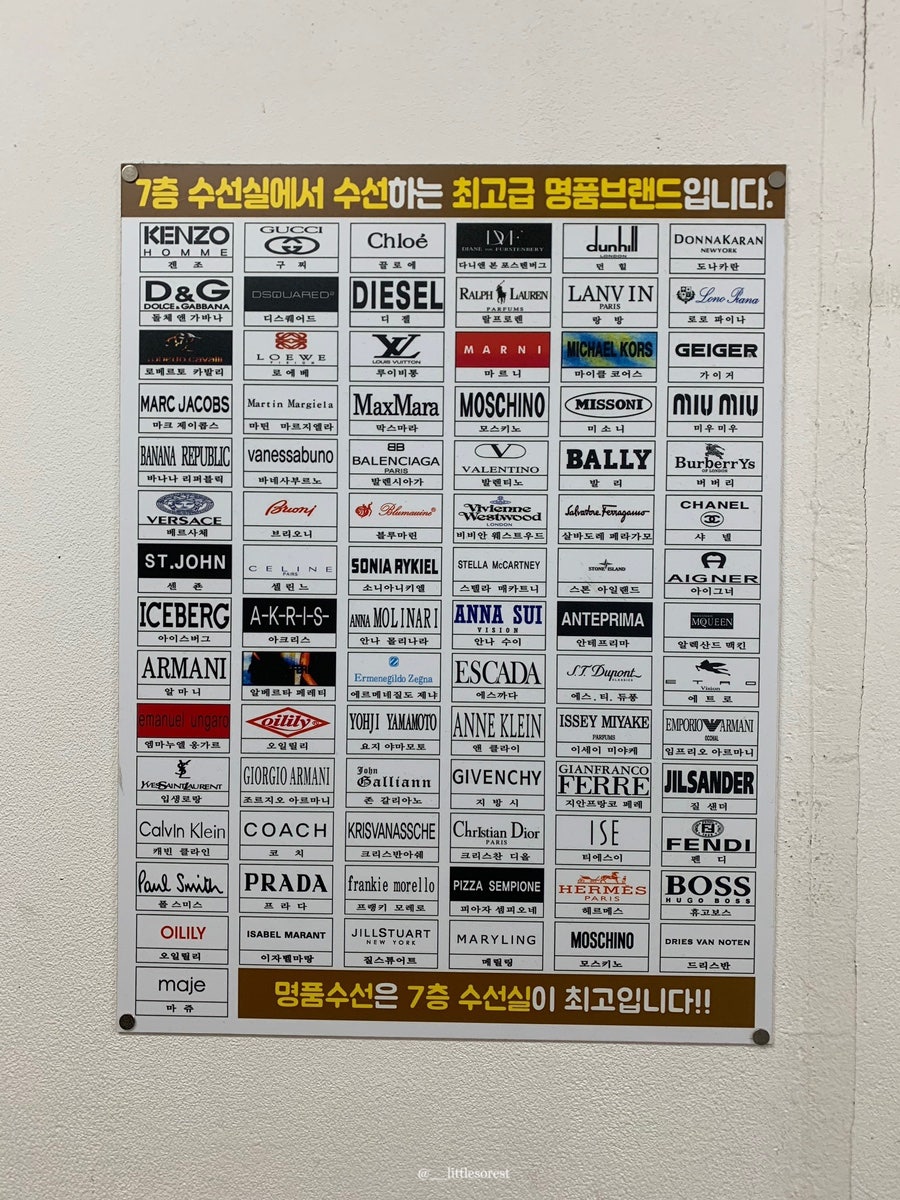 7층 수선실에서 수선하는 최고급 명품브랜드입니다.
KENZO
HOMME
겐 조
GUCCI
구 찌
Chloé
끌 로 에
DVF
DIANE VON FURSTENBERG
다니앤 본 포스텐버그
dunhill
LONDON
던 힐
DONNAKARAN
NEWYORK
도나카란
D&G
DOLCE & GABBANA
돌체 앤 가바나
DSQUARED²
디스퀘어드
DIESEL
디 젤
RALPH LAUREN
PARFUMS
랄프로렌
LANVIN
PARIS
랑 방
Loro Piana
로로 파이나
roberto cavalli
로베르토 카발리
LOEWE
로 에 베
LV
LOUIS VUITTON
루이비통
MARNI
마르니
MICHAEL KORS
마이클 코어스
GEIGER
가 이 거
MARC JACOBS
마크 제이콥스
Martin Margiela
마틴 마르지엘라
MaxMara
막스마라
MOSCHINO
모스키노
MISSONI
미 소 니
MIU MIU
미우 미우
BANANA REPUBLIC
바나나 리퍼블릭
vanessabuno
바네사부르노
BB
BALENCIAGA
PARIS
발렌시아가
V
VALENTINO
발렌티노
BALLY
발 리
BurberrYs
OF LONDON
버 버 리
VERSACE
베르사체
Brioni
브리오니
Blumarine®
블루마린
Vivienne
Westwood
LONDON
비비안 웨스트우드
Salvatore Ferragamo
살바도레 페라가모
CHANEL
샤 넬
ST.JOHN
센 죤
CELINE
PAIRS
셀 린 느
SONIA RYKIEL
소니아니키엘
STELLA McCARTNEY
스텔라 매카트니
STONE ISLAND
스톤 아일랜드
AIGNER
아이그너
ICEBERG
아이스버그
A-K-R-I-S-
아크리스
ANNA MOLINARI
안나 몰리나라
ANNA SUI
VISION
안나 수이
ANTEPRIMA
안테프리마
MQUEEN
알렉산드 맥킨
ARMANI
알 마 니
알베르타 페레티
Ermenegildo Zegna
에르메네질도 제냐
ESCADA
에스까다
S.T. Dupont
CLASSICS
에스. 티. 듀퐁
ETRO
Vision
에 트 로
emanuel ungaro
엠마누엘 웅가르
oilily
오일릴리
YOHJI YAMAMOTO
요지 야마모토
ANNE KLEIN
앤 클라이
ISSEY MIYAKE
PARFUMS
이세이 미야케
EMPORIO ARMANI
OCCHIAL
임프리오 아르마니
YVESSAINTLAURENT
입생로랑
GIORGIO ARMANI
조르지오 아르마니
John
Galliann
존 갈리아노
GIVENCHY
지 방 시
GIANFRANCO
FERRE
지안프랑코 페레
JILSANDER
질 샌더
Calvin Klein
캐빈 클라인
COACH
코 치
KRISVANASSCHE
크리스반아쉐
Christian Dior
PARIS
크리스찬 디올
ISE
티에스이
FENDI
펜 디
Paul Smith
폴 스미스
PRADA
프 라 다
frankie morello
프랭키 모레로
PIZZA SEMPIONE
피아자 셈피오네
HERMÈS
PARIS
헤르메스
BOSS
HUGO BOSS
휴고보스
OILILY
오일릴리
ISABEL MARANT
이자벨마랑
JILLSTUART
NEW YORK
질스튜어트
MARYLING
메릴링
MOSCHINO
모스키노
DRIES VAN NOTEN
드리스반
maje
마 쥬
명품수선은 7층 수선실이 최고입니다!!
@__littlesorest